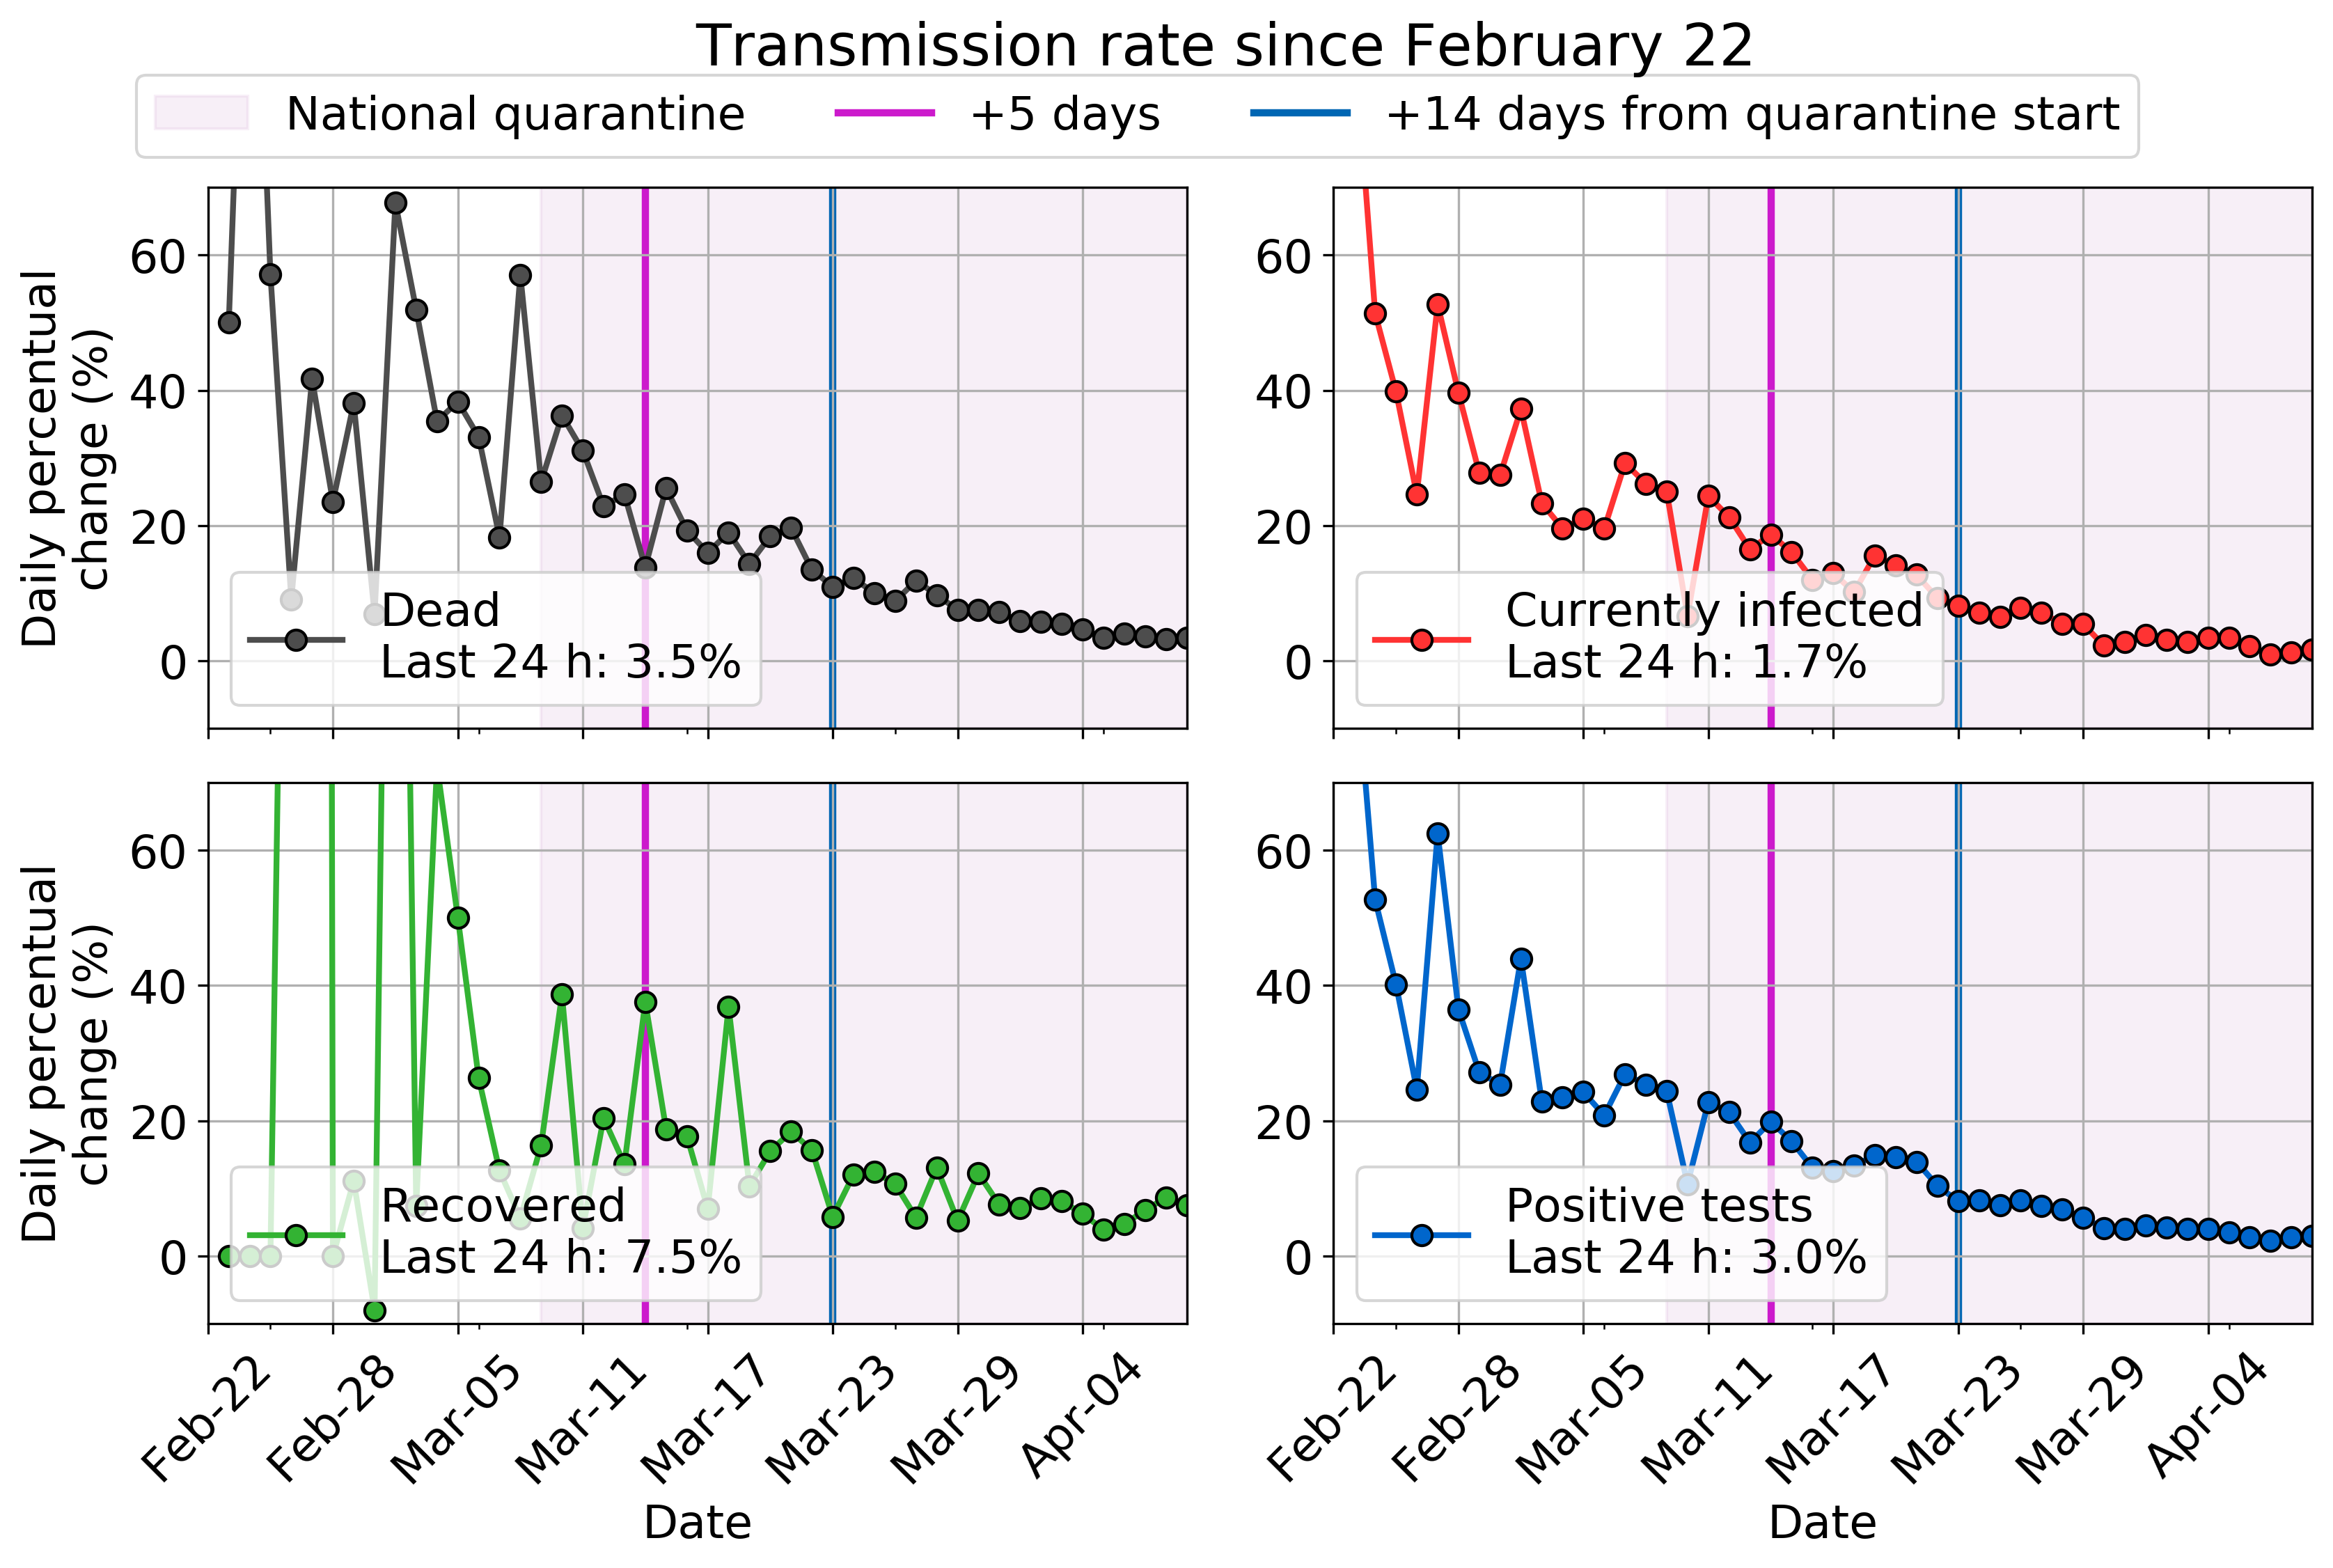 Transmission rate since February 22
National quarantine
+5 days
+14 days from quarantine start
Daily percentual
change (%)
60
40
20
0
Dead
Last 24 h: 3.5%
60
40
20
0
Currently infected
Last 24 h: 1.7%
Daily percentual
change (%)
60
40
20
0
Recovered
Last 24 h: 7.5%
Feb-22
Feb-28
Mar-05
Mar-11
Mar-17
Mar-23
Mar-29
Apr-04
Date
60
40
20
0
Positive tests
Last 24 h: 3.0%
Feb-22
Feb-28
Mar-05
Mar-11
Mar-17
Mar-23
Mar-29
Apr-04
Date